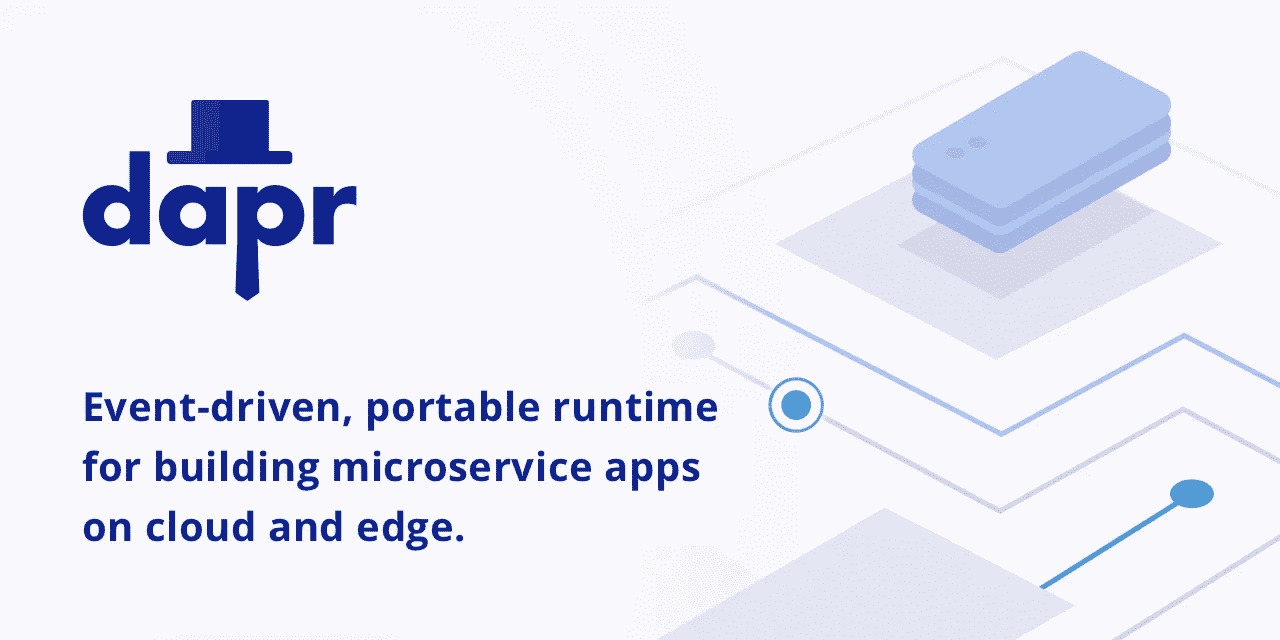 dapr
Event-driven, portable runtime
for building microservice apps
on cloud and edge.